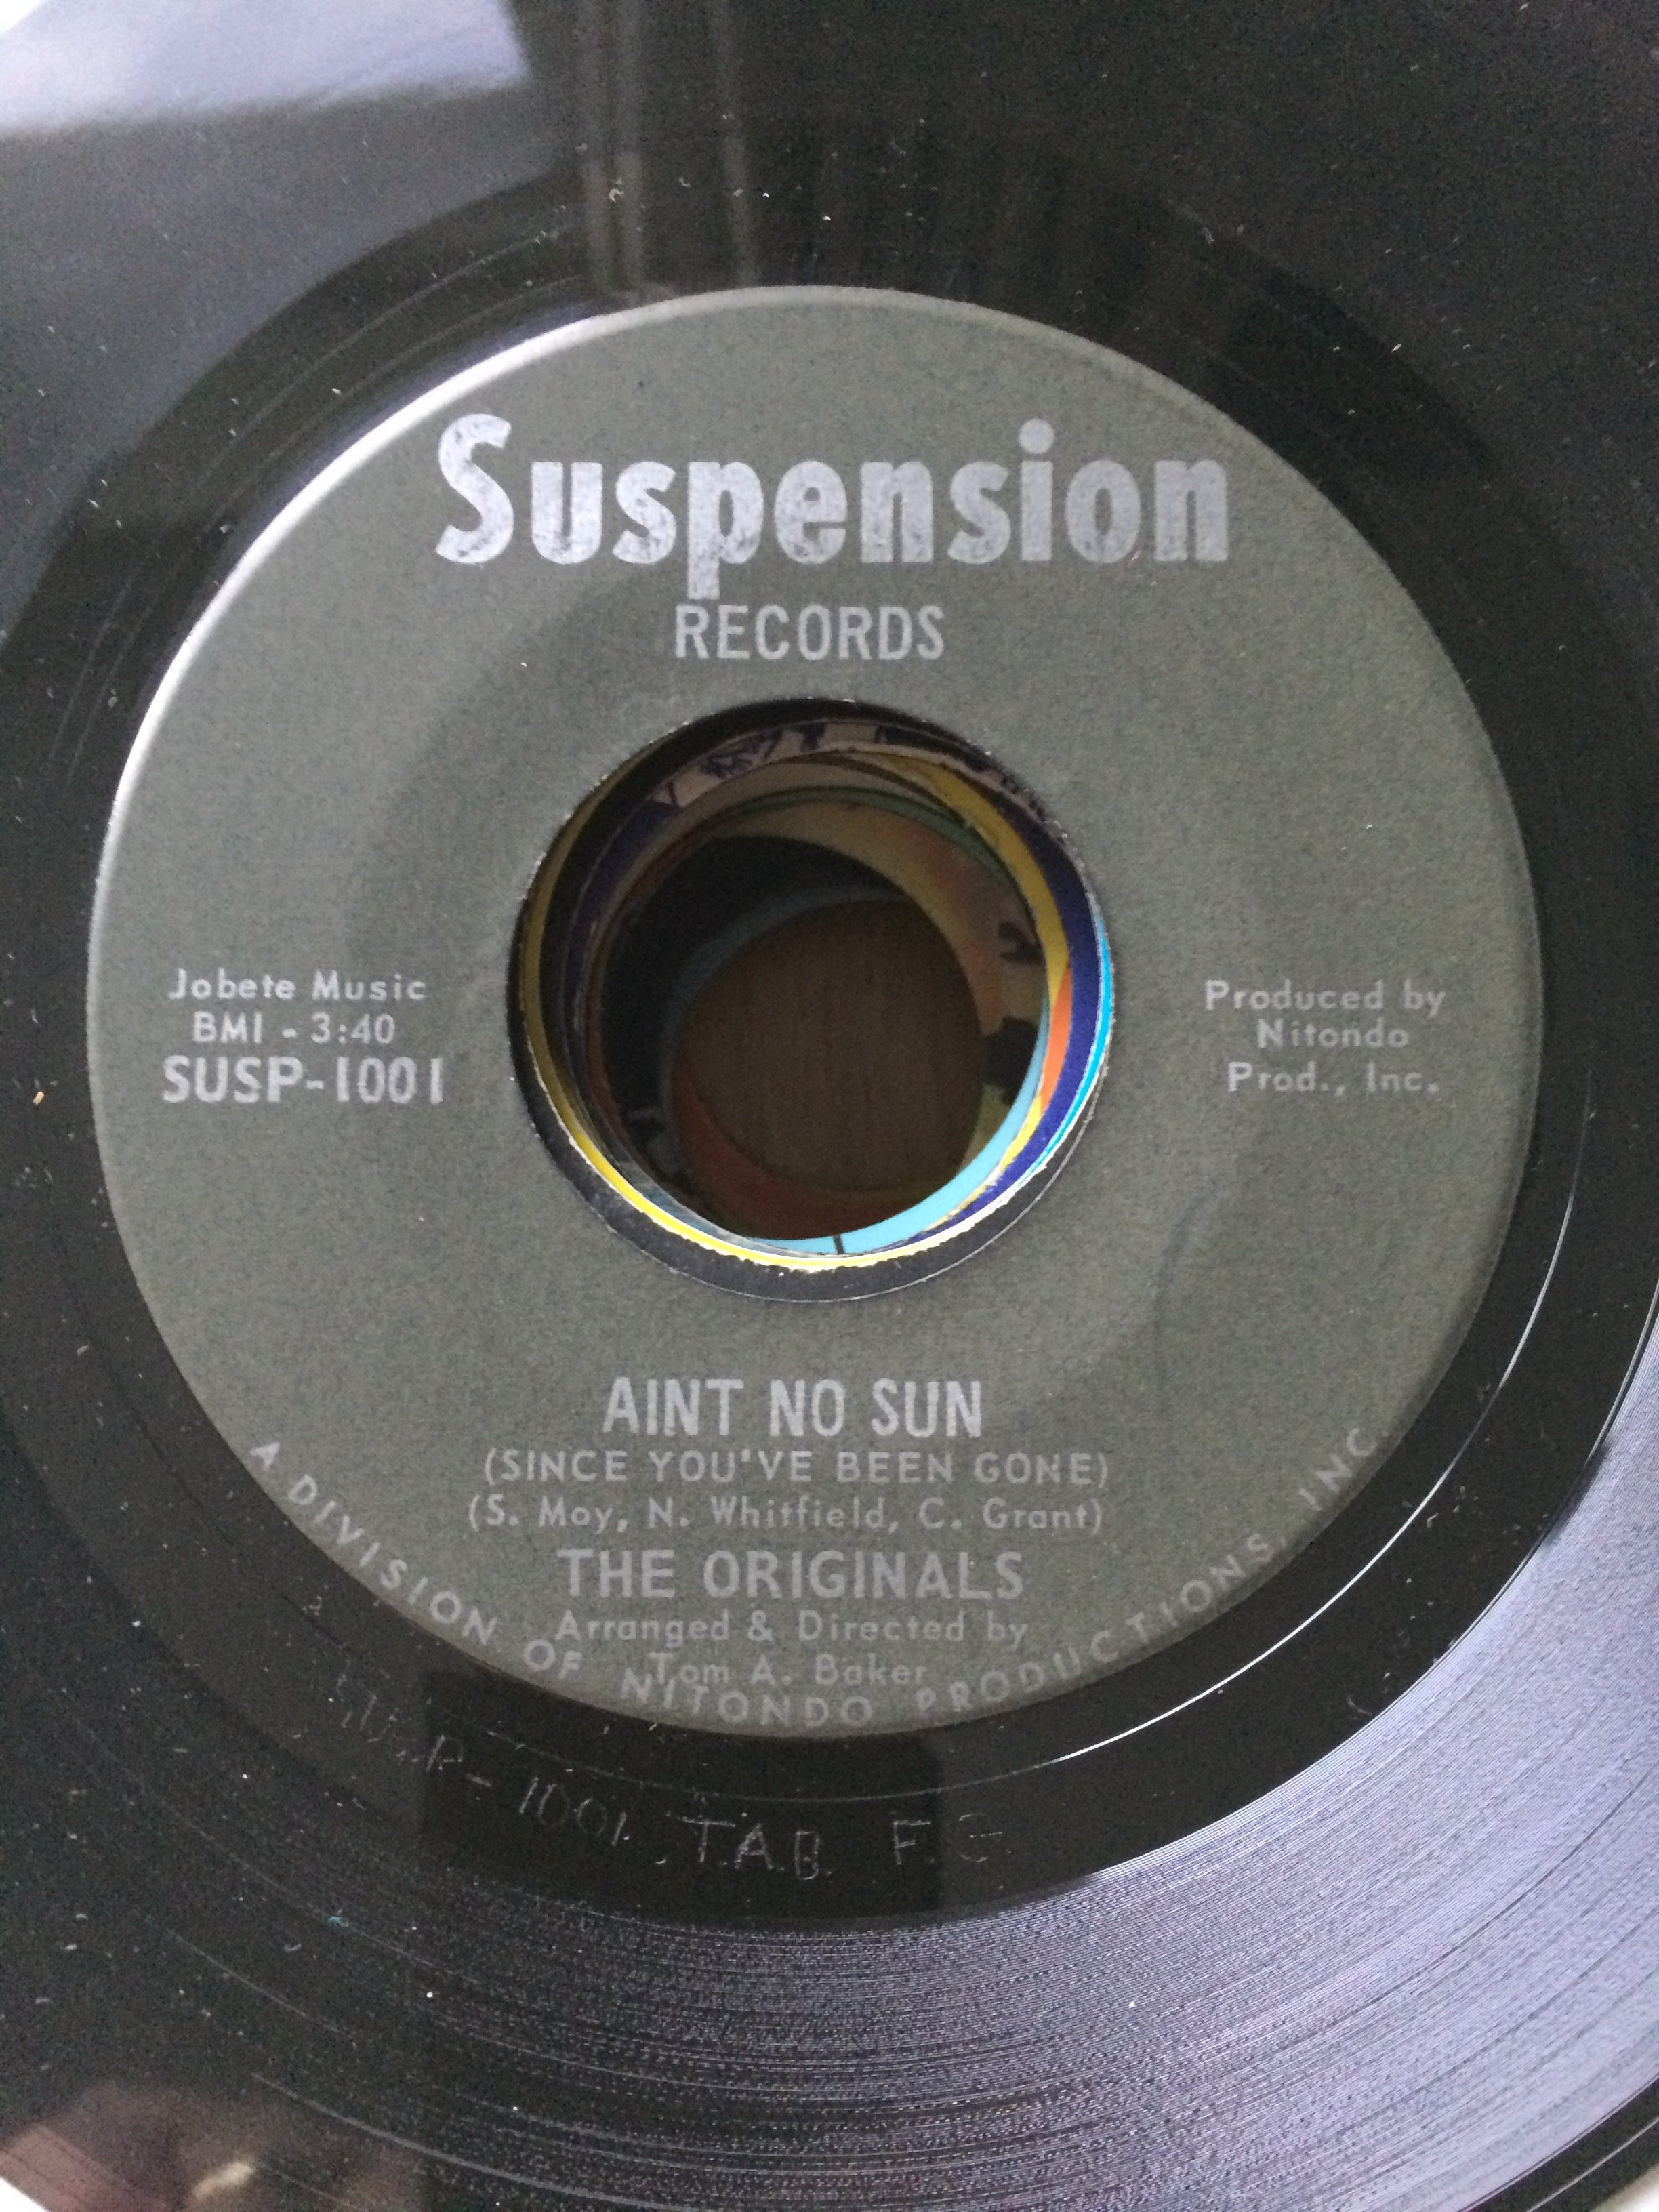 Suspension
RECORDS
Jobete Music
BMI - 3:40
SUSP-1001
Produced by
Nitondo
Prod., Inc.
AINT NO SUN
(SINCE YOU'VE BEEN GONE)
(S. Moy, N. Whitfield, C. Grant)
THE ORIGINALS
Arranged & Directed by
Tom A. Baker
A DIVISION OF NITONDO PRODUCTIONS, INC.
SUSP-1001 T.A.B. F.